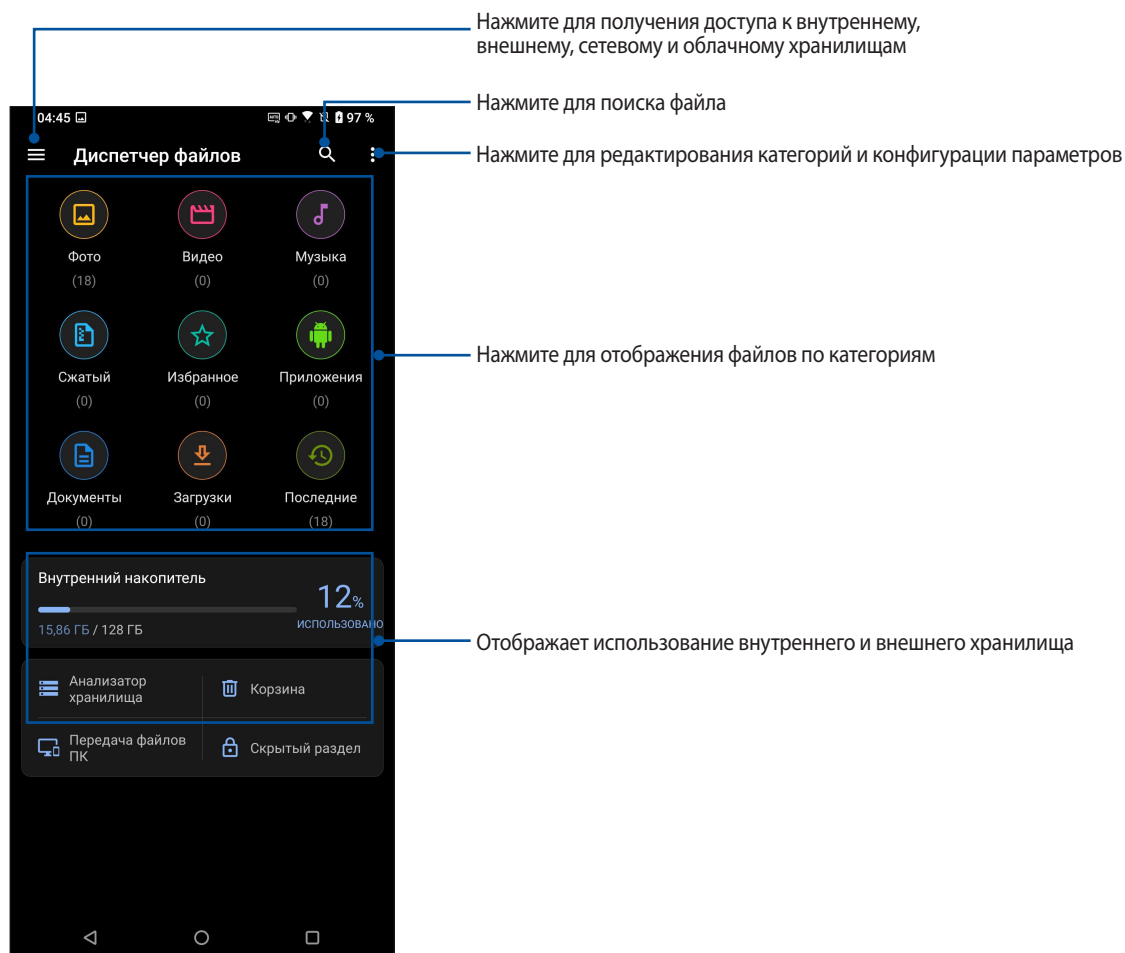 Нажмите для получения доступа к внутреннему,
внешнему, сетевому и облачному хранилищам
Нажмите для поиска файла
04:45
97 %
Диспетчер файлов
Нажмите для редактирования категорий и конфигурации параметров
Фото
Видео
Музыка
(18)
(0)
(0)
Нажмите для отображения файлов по категориям
Сжатый
Избранное
Приложения
(0)
(0)
(0)
Документы
Загрузки
Последние
(0)
(0)
(18)
Внутренний накопитель
12%
15,86 ГБ / 128 ГБ
ИСПОЛЬЗОВАНО
Отображает использование внутреннего и внешнего хранилища
Анализатор
хранилища
Корзина
Передача файлов
ПК
Скрытый раздел